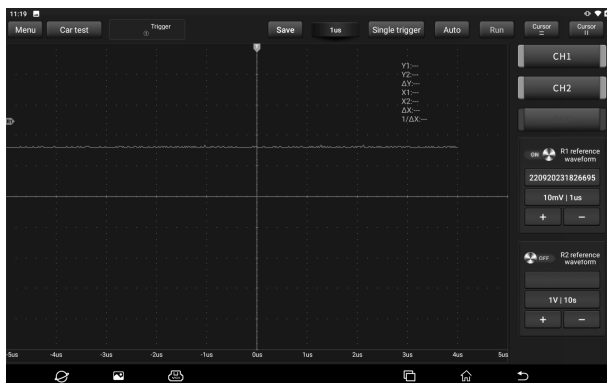 11:19
Menu
Car test
Trigger
①
Save
1us
Single trigger
Auto
Run
Cursor
Cursor
Y1:---
Y2:---
ΔY:---
X1:---
X2:---
ΔX:---
1/ΔX:---
CH1
CH2
ON
R1 reference
waveform
220920231826695
10mV | 1us
+ −
OFF
R2 reference
waveform
1V | 10s
+ −
-5us -4us -3us -2us -1us 0us 1us 2us 3us 4us 5us